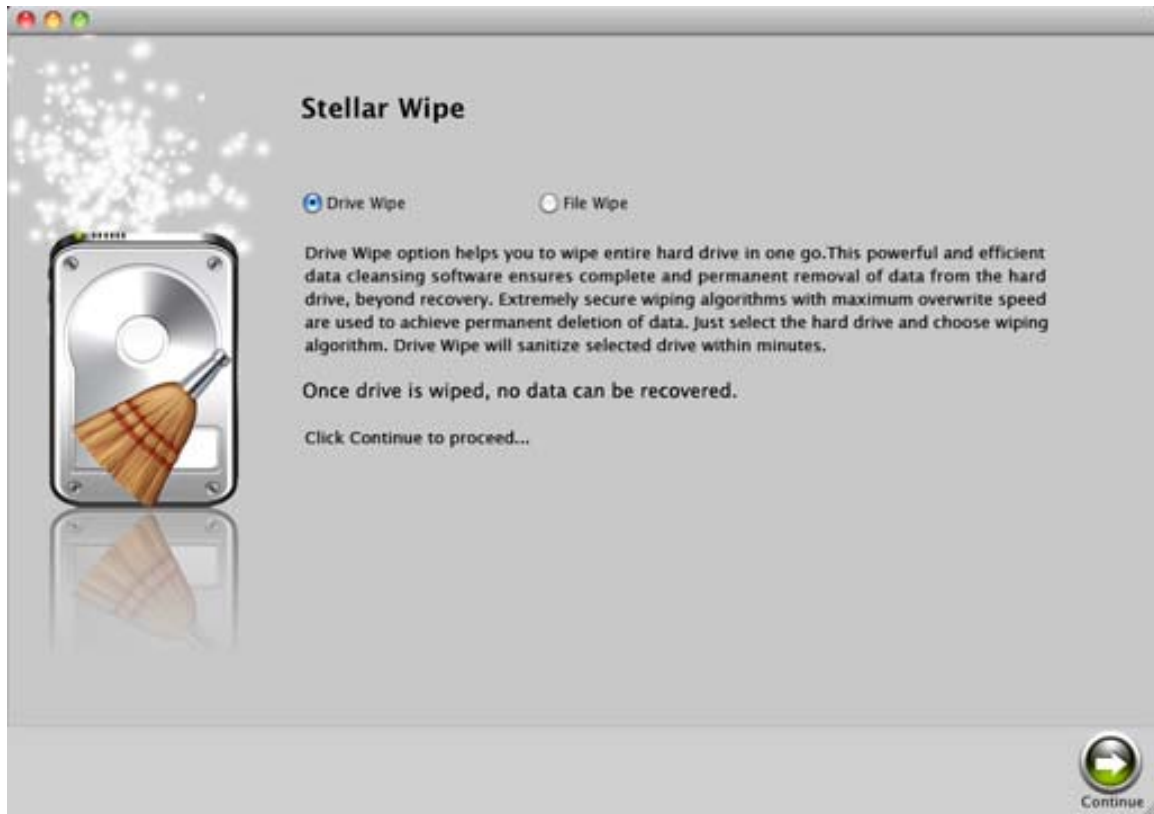 Stellar Wipe
Drive Wipe
File Wipe
Drive Wipe option helps you to wipe entire hard drive in one go.This powerful and efficient
data cleansing software ensures complete and permanent removal of data from the hard
drive, beyond recovery. Extremely secure wiping algorithms with maximum overwrite speed
are used to achieve permanent deletion of data. Just select the hard drive and choose wiping
algorithm. Drive Wipe will sanitize selected drive within minutes.
Once drive is wiped, no data can be recovered.
Click Continue to proceed...
Continue